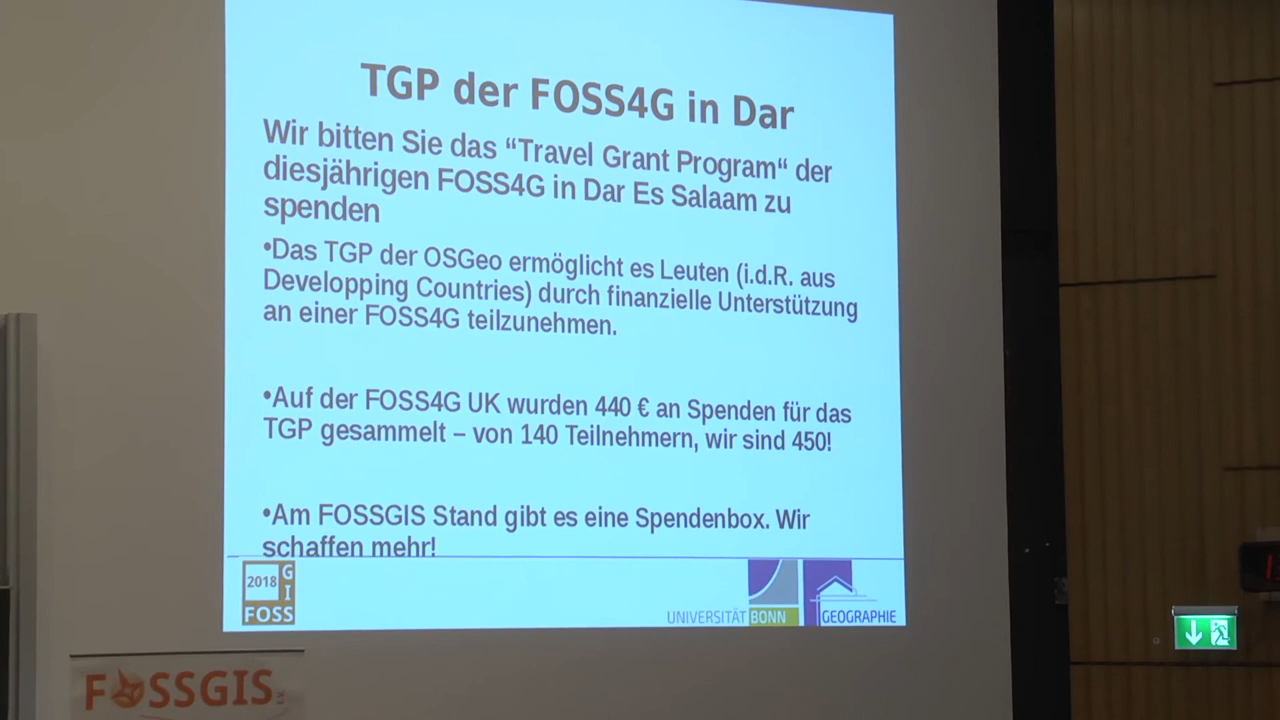 TGP der FOSS4G in Dar
Wir bitten Sie das “Travel Grant Program“ der
diesjährigen FOSS4G in Dar Es Salaam zu
spenden
•Das TGP der OSGeo ermöglicht es Leuten (i.d.R. aus
Developping Countries) durch finanzielle Unterstützung
an einer FOSS4G teilzunehmen.
•Auf der FOSS4G UK wurden 440 € an Spenden für das
TGP gesammelt – von 140 Teilnehmern, wir sind 450!
•Am FOSSGIS Stand gibt es eine Spendenbox. Wir
schaffen mehr!
2018 GI
FOSS
UNIVERSITÄT BONN
GEOGRAPHIE
FOSSGIS